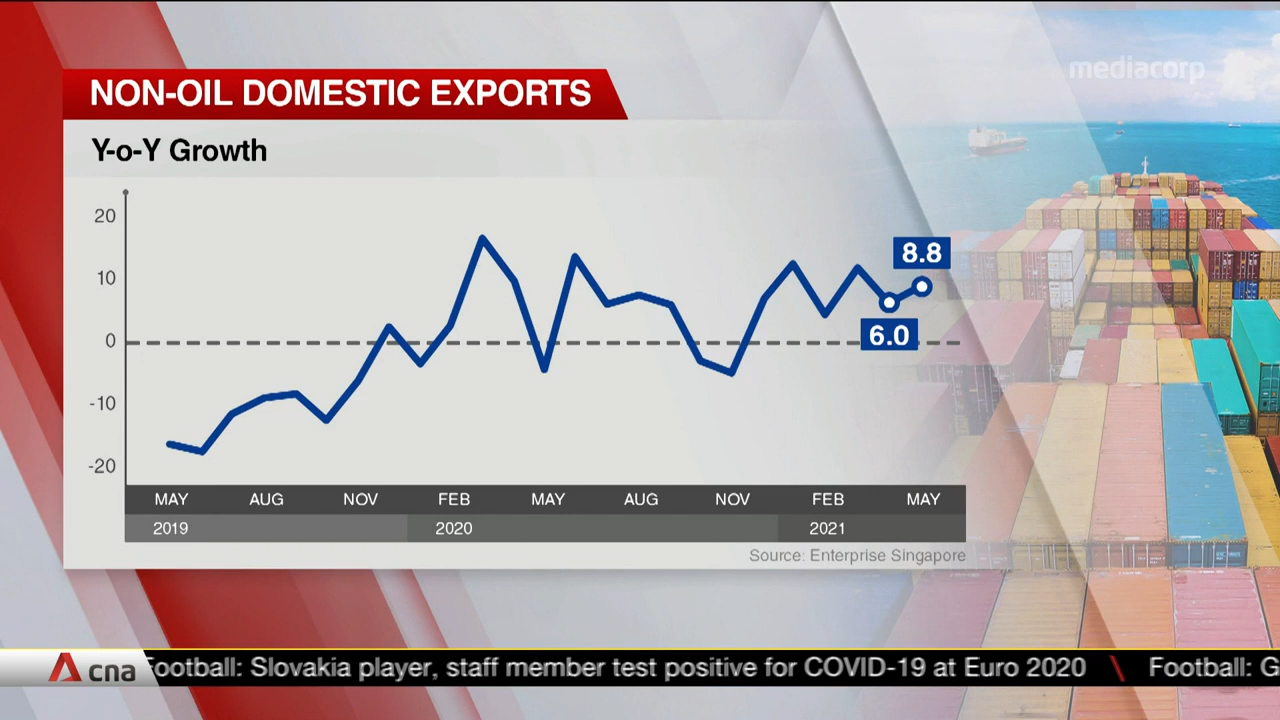 mediacorp
NON-OIL DOMESTIC EXPORTS
Y-o-Y Growth
20
10
0
-10
-20
8.8
6.0
MAY AUG NOV FEB MAY AUG NOV FEB MAY
2019 2020 2021
Source: Enterprise Singapore
cna
Football: Slovakia player, staff member test positive for COVID-19 at Euro 2020 \ Football: G